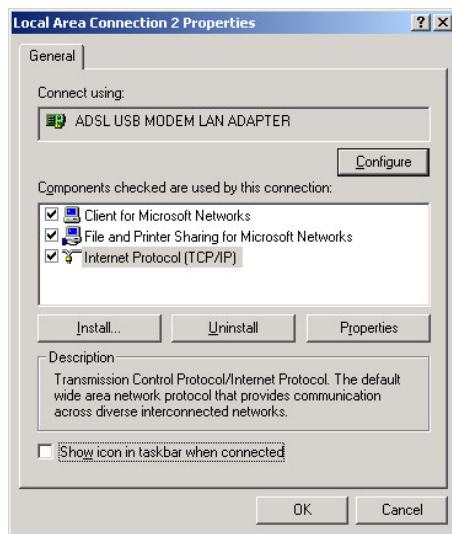 Local Area Connection 2 Properties
General
Connect using:
ADSL USB MODEM LAN ADAPTER
Configure
Components checked are used by this connection:
Client for Microsoft Networks
File and Printer Sharing for Microsoft Networks
Internet Protocol (TCP/IP)
Install... Uninstall Properties
Description
Transmission Control Protocol/Internet Protocol. The default
wide area network protocol that provides communication
across diverse interconnected networks.
Show icon in taskbar when connected
OK Cancel